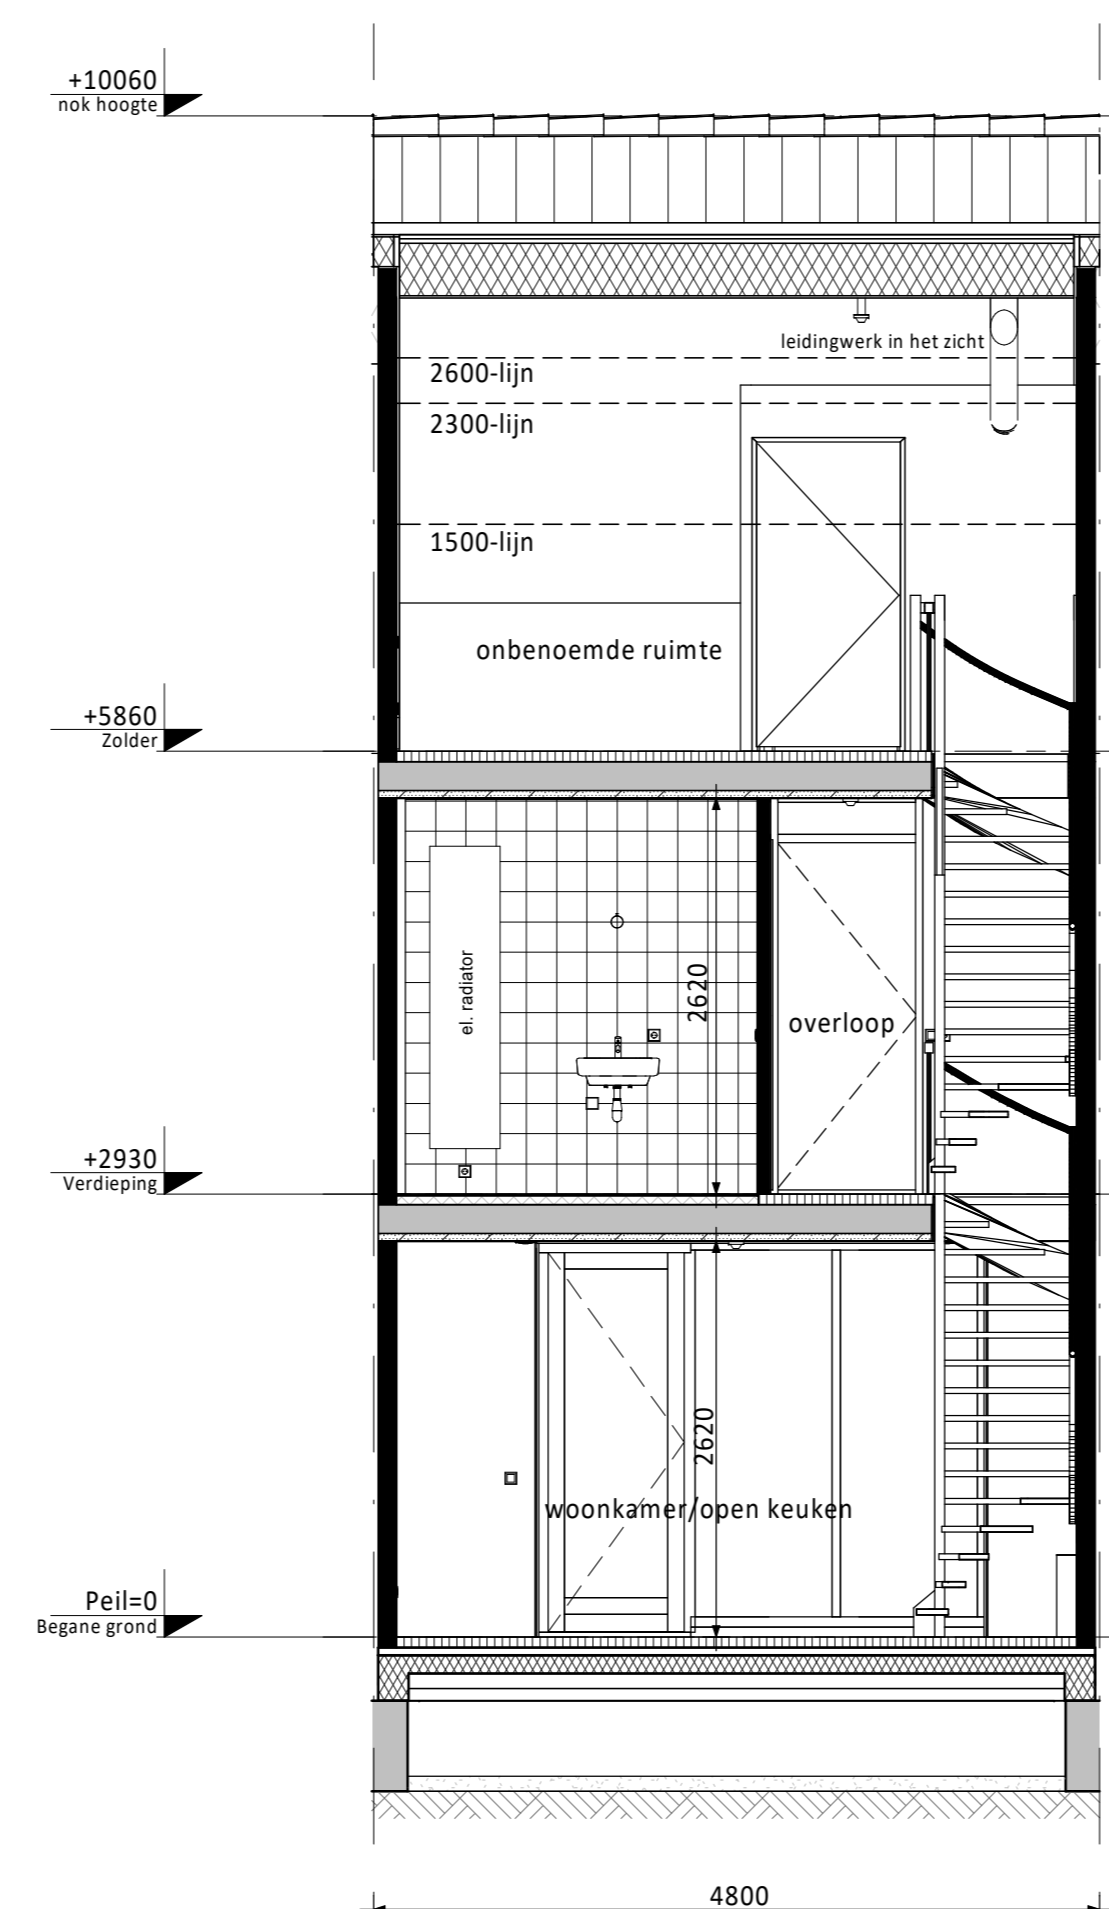 +10060
nok hoogte
leidingwerk in het zicht
2600-lijn
2300-lijn
1500-lijn
onbenoemde ruimte
+5860
Zolder
el. radiator
2620
overloop
+2930
Verdieping
2620
woonkamer/open keuken
Peil=0
Begane grond
4800